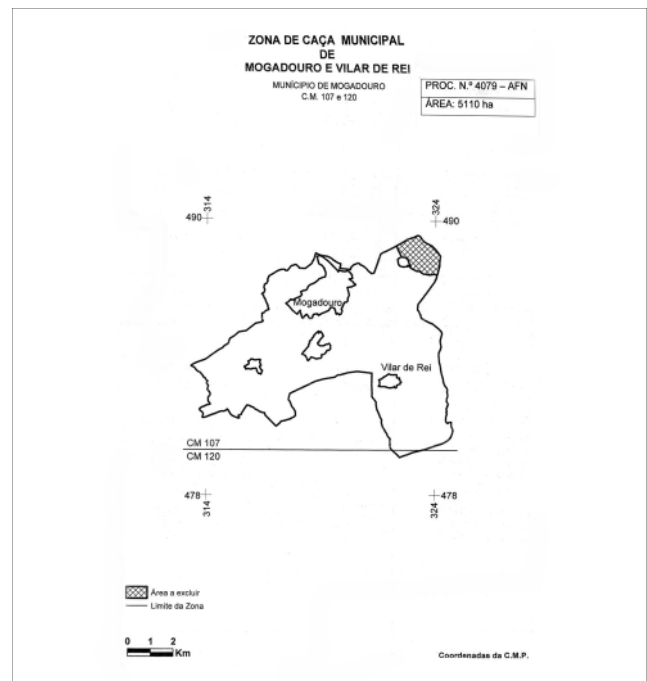 ZONA DE CAÇA MUNICIPAL
DE
MOGADOURO E VILAR DE REI
MUNÍCIPIO DE MOGADOURO
C.M. 107 e 120
PROC. N.º 4079 – AFN
ÁREA: 5110 ha
314
490
324
490
Mogadouro
Vilar de Rei
CM 107
CM 120
478
314
324
478
Área a excluir
Limite da Zona
0 1 2
Km
Coordenadas da C.M.P.